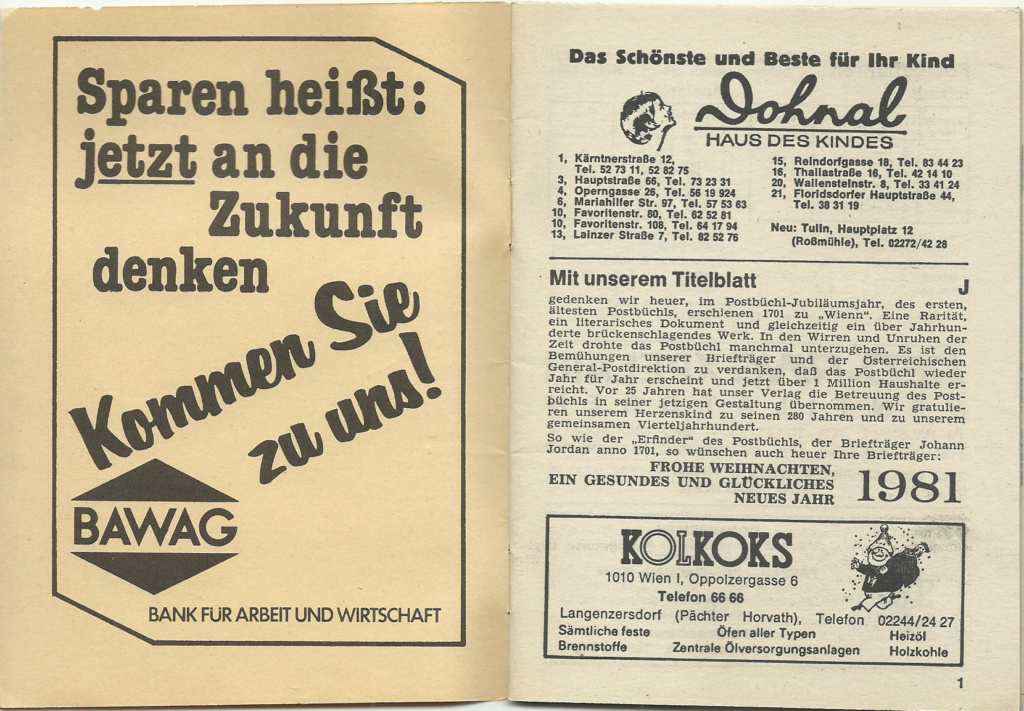 Sparen heißt:
jetzt an die
Zukunft
denken
Kommen Sie
zu uns!
BAWAG
BANK FÜR ARBEIT UND WIRTSCHAFT
Das Schönste und Beste für Ihr Kind
Dohnal
HAUS DES KINDES
1, Kärntnerstraße 12,
Tel. 52 73 11, 52 82 75
3, Hauptstraße 66, Tel. 73 23 31
4, Operngasse 26, Tel. 56 19 924
6, Mariahilfer Str. 97, Tel. 57 53 63
10, Favoritenstr. 80, Tel. 62 52 81
10, Favoritenstr. 108, Tel. 64 17 94
13, Lainzer Straße 7, Tel. 82 52 76
15, Reindorfgasse 18, Tel. 83 44 23
16, Thaliastraße 16, Tel. 42 14 10
20, Wallensteinstr. 8, Tel. 33 41 24
21, Floridsdorfer Hauptstraße 44,
Tel. 38 31 19
Neu: Tulln, Hauptplatz 12
(Roßmühle), Tel. 02272/42 28
Mit unserem Titelblatt J
gedenken wir heuer, im Postbüchl-Jubiläumsjahr, des ersten,
ältesten Postbüchls, erschienen 1701 zu „Wienn“. Eine Rarität,
ein literarisches Dokument und gleichzeitig ein über Jahrhun-
derte brückenschlagendes Werk. In den Wirren und Unruhen der
Zeit drohte das Postbüchl manchmal unterzugehen. Es ist den
Bemühungen unserer Briefträger und der Österreichischen
General-Postdirektion zu verdanken, daß das Postbüchl wieder
Jahr für Jahr erscheint und jetzt über 1 Million Haushalte er-
reicht. Vor 25 Jahren hat unser Verlag die Betreuung des Post-
büchls in seiner jetzigen Gestaltung übernommen. Wir gratulie-
ren unserem Herzenskind zu seinen 280 Jahren und zu unserem
gemeinsamen Vierteljahrhundert.
So wie der „Erfinder“ des Postbüchls, der Briefträger Johann
Jordan anno 1701, so wünschen auch heuer Ihre Briefträger:
FROHE WEIHNACHTEN,
EIN GESUNDES UND GLÜCKLICHES
NEUES JAHR
1981
KOLKOKS
1010 Wien I, Oppolzergasse 6
Telefon 66 66
Langenzersdorf (Pächter Horvath), Telefon 02244/24 27
Sämtliche feste Öfen aller Typen Heizöl
Brennstoffe Zentrale Ölversorgungsanlagen Holzkohle
1